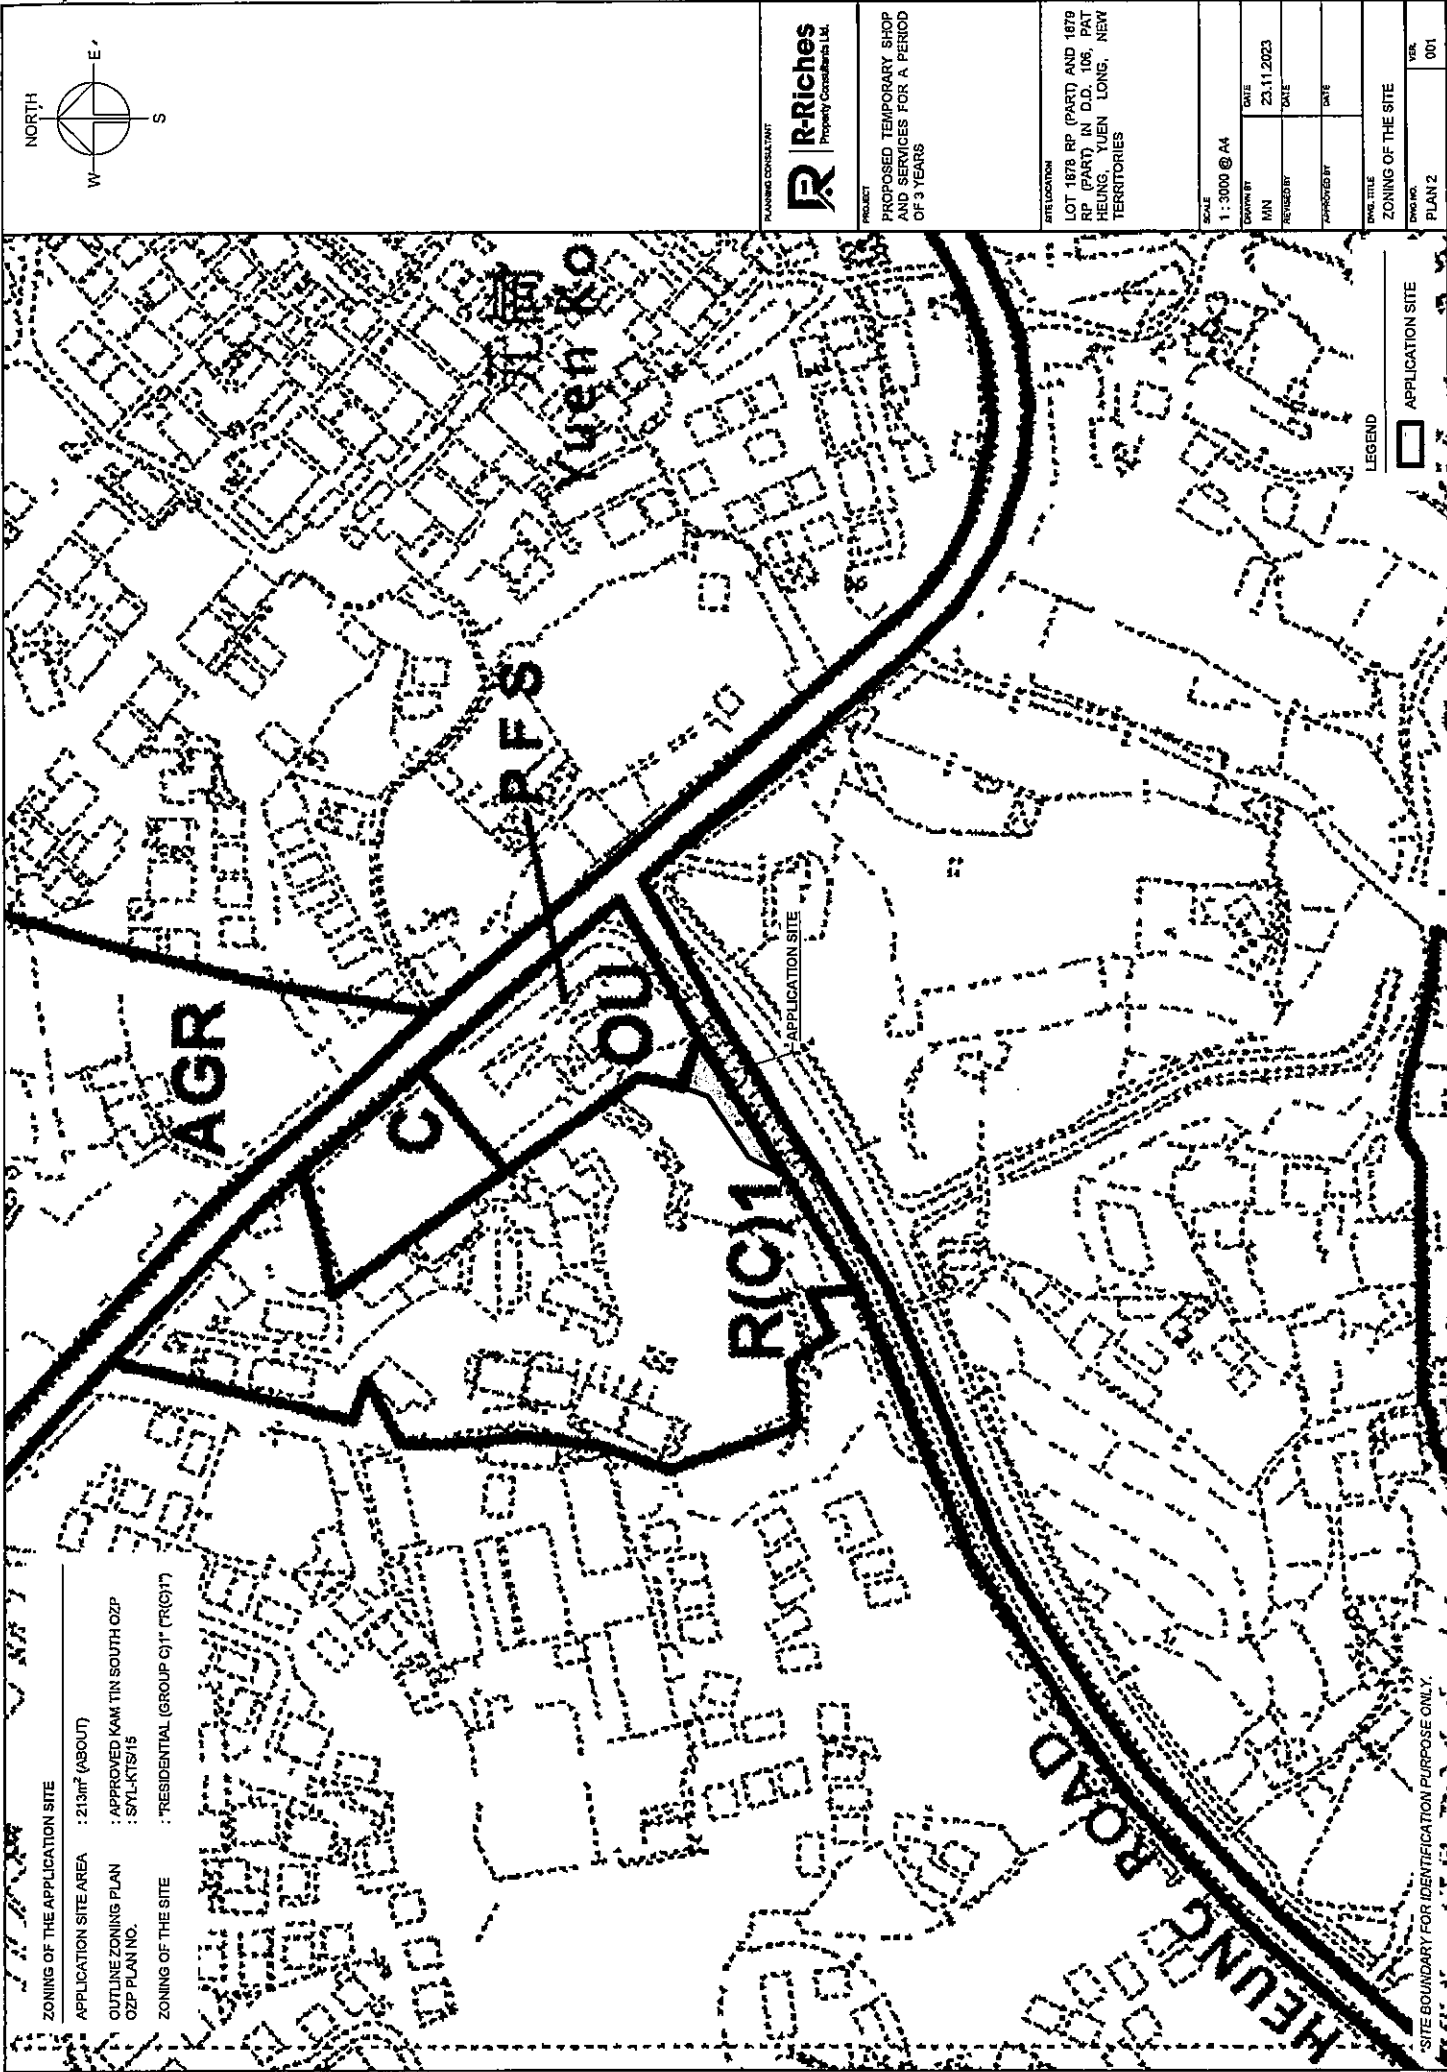 ZONING OF THE APPLICATION SITE
APPLICATION SITE AREA : 213m² (ABOUT)
OUTLINE ZONING PLAN : APPROVED KAM TIN SOUTH OZP
OZP PLAN NO. : S/YL-KTS/15
ZONING OF THE SITE : "RESIDENTIAL (GROUP C)1" ("R(C)1")
AGR
C
PFS
OU
R(C)1
APPLICATION SITE
元崗
Yuen Ko
HEUNG ROAD
*SITE BOUNDARY FOR IDENTIFICATION PURPOSE ONLY.
LEGEND
APPLICATION SITE
NORTH
W
E
S
PLANNING CONSULTANT
R-Riches
Property Consultants Ltd.
PROJECT
PROPOSED TEMPORARY SHOP
AND SERVICES FOR A PERIOD
OF 3 YEARS
SITE LOCATION
LOT 1878 RP (PART) AND 1879
RP (PART) IN D.D. 106, PAT
HEUNG, YUEN LONG, NEW
TERRITORIES
SCALE
1 : 3000 @ A4
DRAWN BY DATE
MN 23.11.2023
REVISED BY DATE
APPROVED BY DATE
DWG. TITLE
ZONING OF THE SITE
DWG NO. VER.
PLAN 2 001